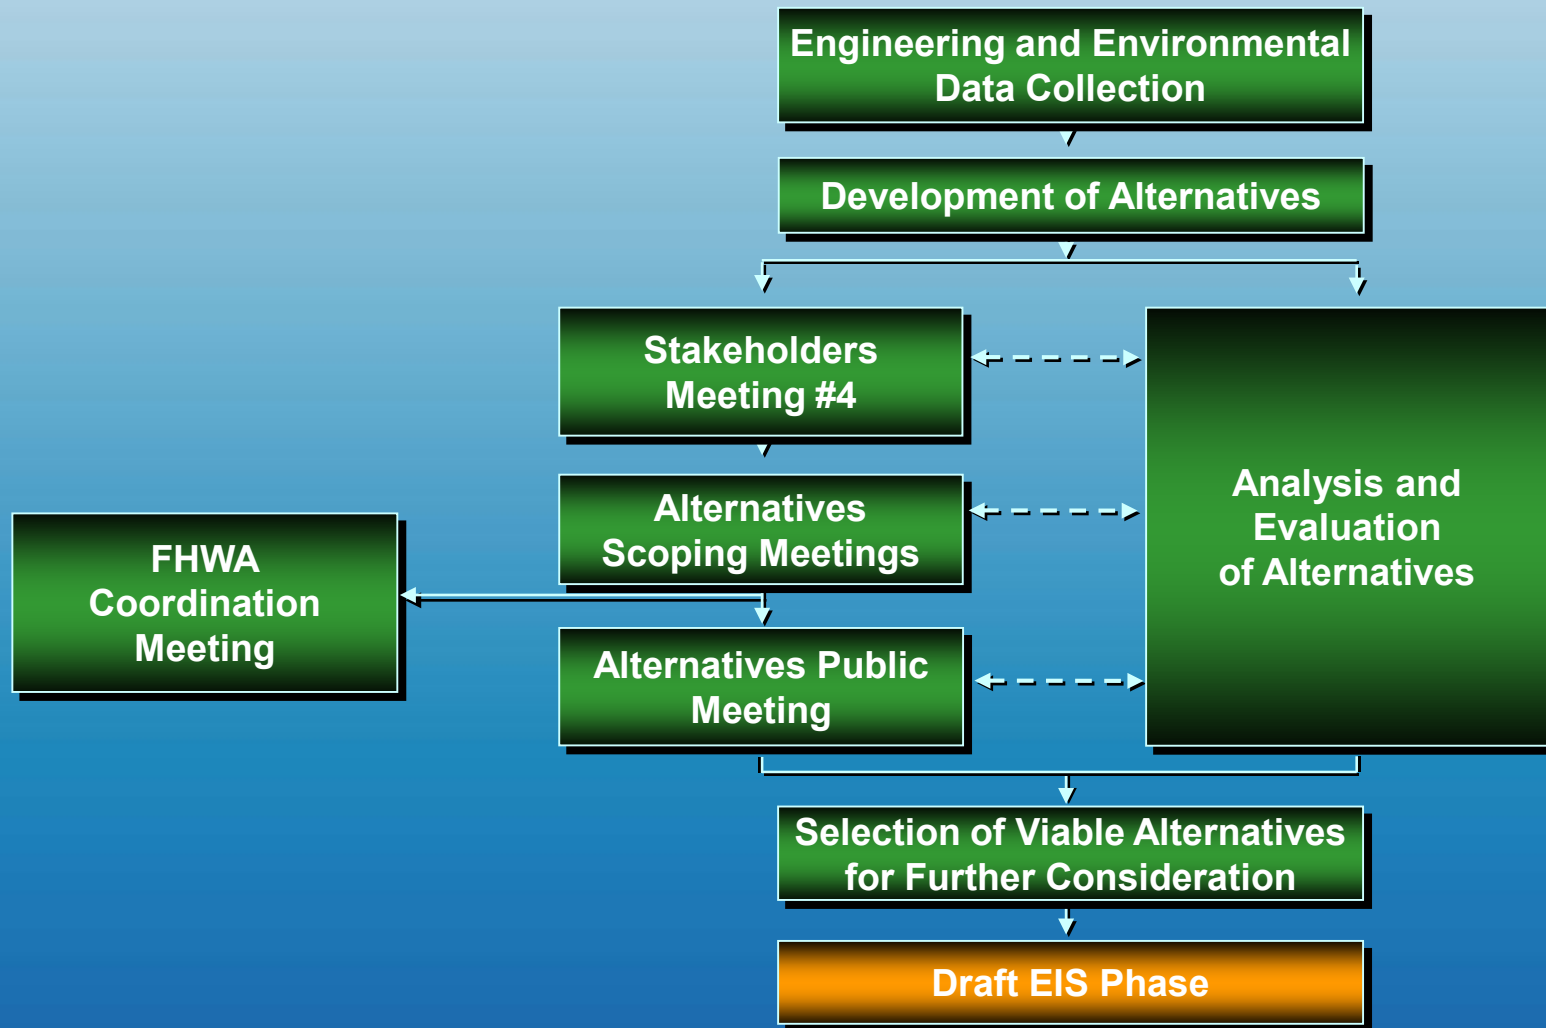 Engineering and Environmental
Data Collection
Development of Alternatives
Stakeholders
Meeting #4
Alternatives
Scoping Meetings
FHWA
Coordination
Meeting
Alternatives Public
Meeting
Analysis and
Evaluation
of Alternatives
Selection of Viable Alternatives
for Further Consideration
Draft EIS Phase